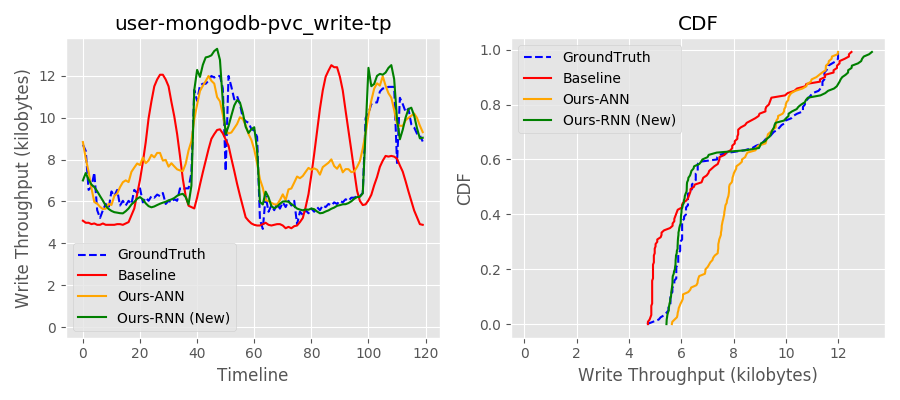 user-mongodb-pvc_write-tp
Write Throughput (kilobytes)
12
10
8
6
4
2
0
GroundTruth
Baseline
Ours-ANN
Ours-RNN (New)
0
20
40
60
80
100
120
Timeline
CDF
CDF
1.0
0.8
0.6
0.4
0.2
0.0
GroundTruth
Baseline
Ours-ANN
Ours-RNN (New)
0
2
4
6
8
10
12
Write Throughput (kilobytes)